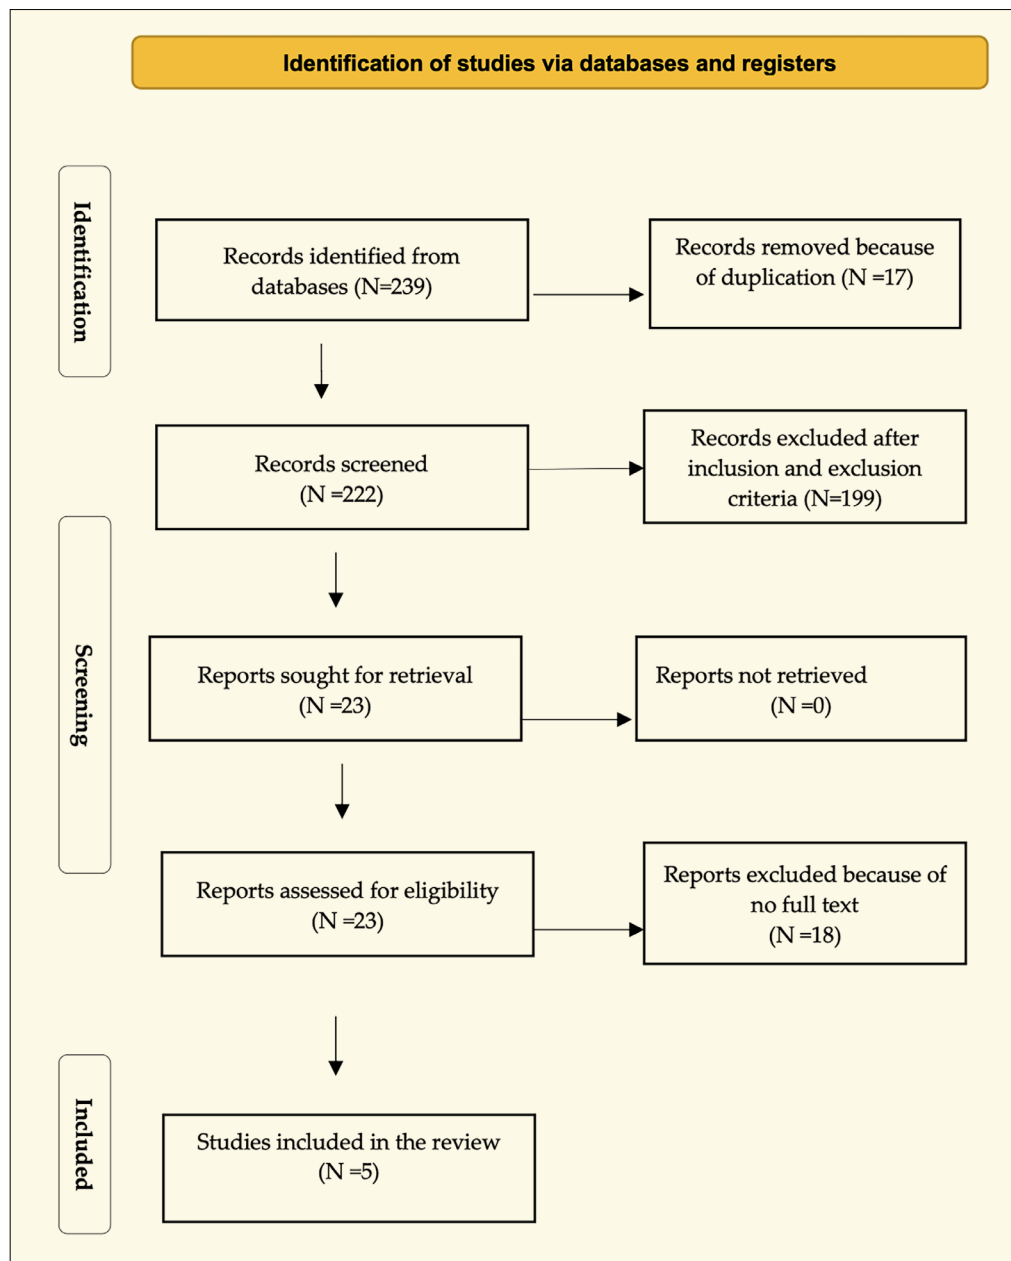 Identification of studies via databases and registers
Identification
Records identified from
databases (N=239)
Records removed because
of duplication (N =17)
Records screened
(N =222)
Records excluded after
inclusion and exclusion
criteria (N=199)
Screening
Reports sought for retrieval
(N =23)
Reports not retrieved
(N =0)
Reports assessed for eligibility
(N =23)
Reports excluded because of
no full text
(N =18)
Included
Studies included in the review
(N =5)